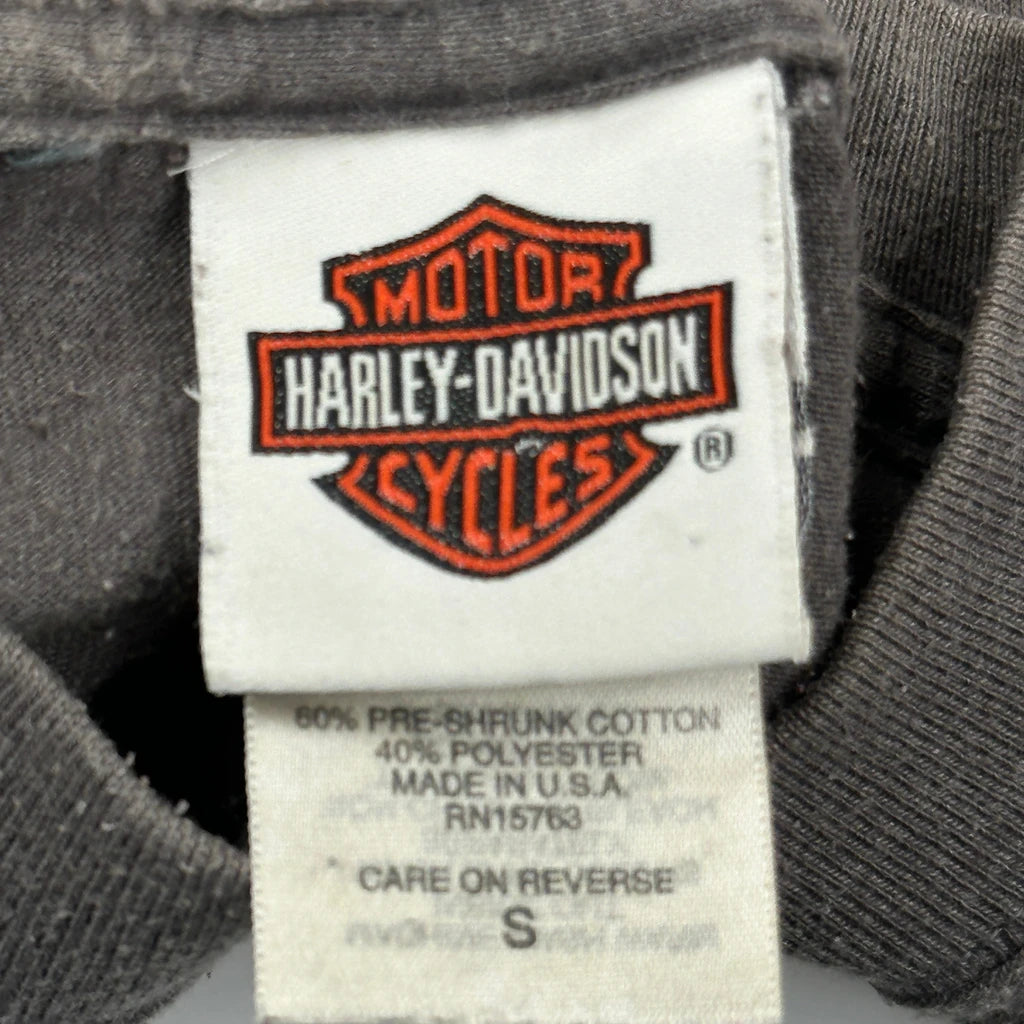 MOTOR
HARLEY-DAVIDSON
CYCLES
®
60% PRE-SHRUNK COTTON
40% POLYESTER
MADE IN U.S.A.
RN15763
CARE ON REVERSE
S